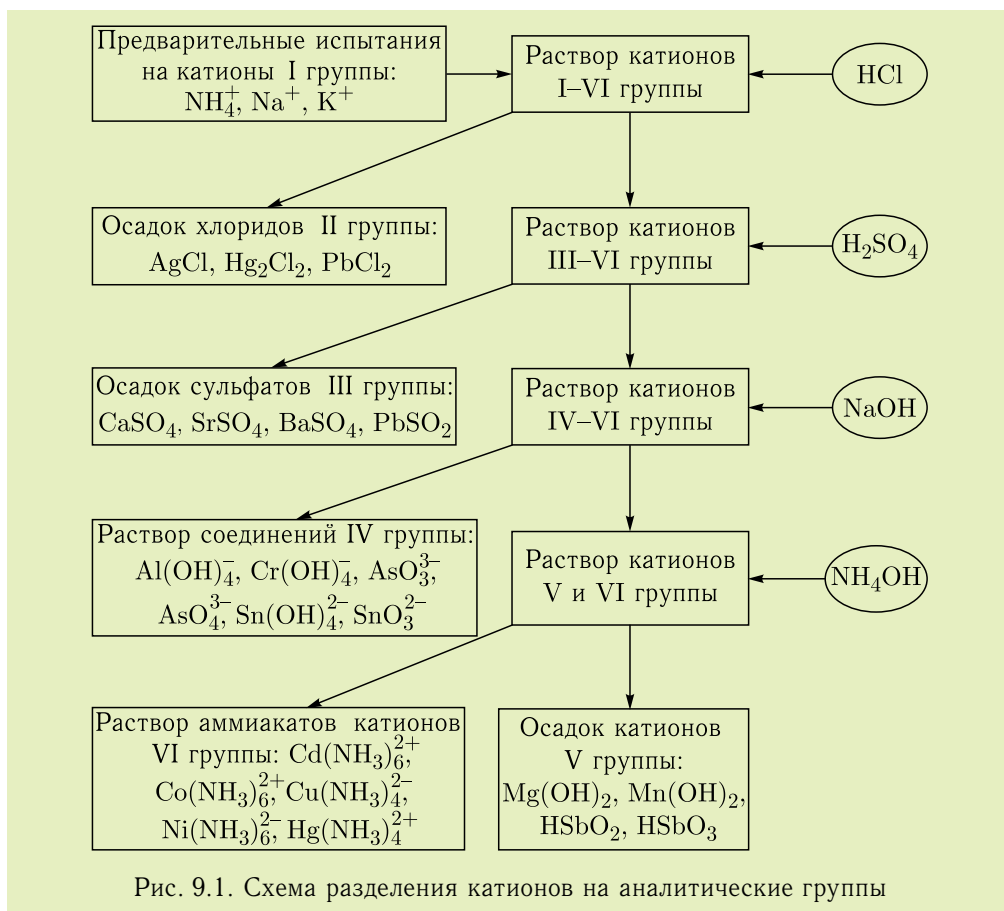 Предварительные испытания
на катионы I группы:
NH₄⁺, Na⁺, K⁺
Раствор катионов
I–VI группы
HCl
Осадок хлоридов II группы:
AgCl, Hg₂Cl₂, PbCl₂
Раствор катионов
III–VI группы
H₂SO₄
Осадок сульфатов III группы:
CaSO₄, SrSO₄, BaSO₄, PbSO₂
Раствор катионов
IV–VI группы
NaOH
Раствор соединений IV группы:
Al(OH)₄⁻, Cr(OH)₄⁻, AsO₃³⁻,
AsO₄³⁻, Sn(OH)₄²⁻, SnO₃²⁻
Раствор катионов
V и VI группы
NH₄OH
Раствор аммиакатов катионов
VI группы: Cd(NH₃)₆²⁺,
Co(NH₃)₆²⁺, Cu(NH₃)₄²⁻,
Ni(NH₃)₆²⁻, Hg(NH₃)₄²⁺
Осадок катионов
V группы:
Mg(OH)₂, Mn(OH)₂,
HSbO₂, HSbO₃
Рис. 9.1. Схема разделения катионов на аналитические группы